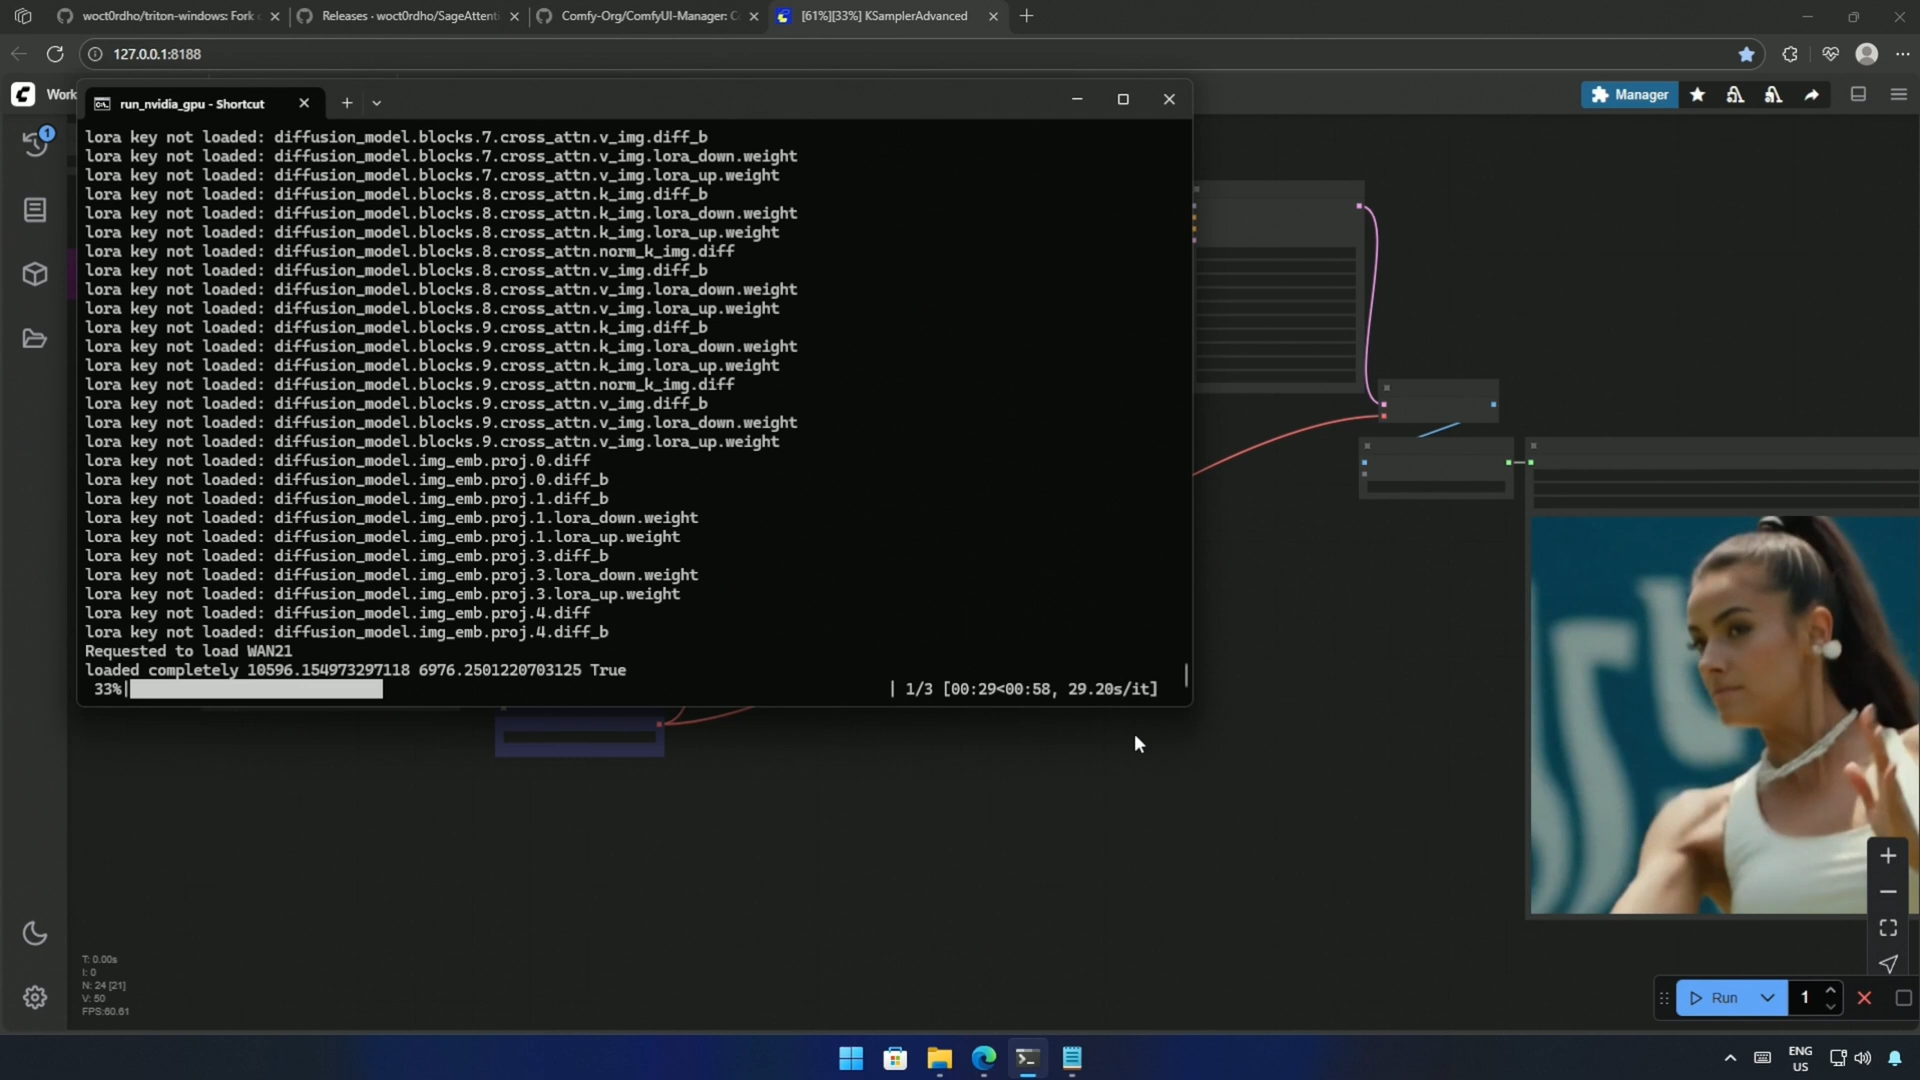 woct0rdho/triton-windows: Fork
Releases · woct0rdho/SageAttenti
Comfy-Org/ComfyUI-Manager: C
[61%][33%] KSamplerAdvanced
127.0.0.1:8188
Work
run_nvidia_gpu - Shortcut
Manager
1
lora key not loaded: diffusion_model.blocks.7.cross_attn.v_img.diff_b
lora key not loaded: diffusion_model.blocks.7.cross_attn.v_img.lora_down.weight
lora key not loaded: diffusion_model.blocks.7.cross_attn.v_img.lora_up.weight
lora key not loaded: diffusion_model.blocks.8.cross_attn.k_img.diff_b
lora key not loaded: diffusion_model.blocks.8.cross_attn.k_img.lora_down.weight
lora key not loaded: diffusion_model.blocks.8.cross_attn.k_img.lora_up.weight
lora key not loaded: diffusion_model.blocks.8.cross_attn.norm_k_img.diff
lora key not loaded: diffusion_model.blocks.8.cross_attn.v_img.diff_b
lora key not loaded: diffusion_model.blocks.8.cross_attn.v_img.lora_down.weight
lora key not loaded: diffusion_model.blocks.8.cross_attn.v_img.lora_up.weight
lora key not loaded: diffusion_model.blocks.9.cross_attn.k_img.diff_b
lora key not loaded: diffusion_model.blocks.9.cross_attn.k_img.lora_down.weight
lora key not loaded: diffusion_model.blocks.9.cross_attn.k_img.lora_up.weight
lora key not loaded: diffusion_model.blocks.9.cross_attn.norm_k_img.diff
lora key not loaded: diffusion_model.blocks.9.cross_attn.v_img.diff_b
lora key not loaded: diffusion_model.blocks.9.cross_attn.v_img.lora_down.weight
lora key not loaded: diffusion_model.blocks.9.cross_attn.v_img.lora_up.weight
lora key not loaded: diffusion_model.img_emb.proj.0.diff
lora key not loaded: diffusion_model.img_emb.proj.0.diff_b
lora key not loaded: diffusion_model.img_emb.proj.1.diff_b
lora key not loaded: diffusion_model.img_emb.proj.1.lora_down.weight
lora key not loaded: diffusion_model.img_emb.proj.1.lora_up.weight
lora key not loaded: diffusion_model.img_emb.proj.3.diff_b
lora key not loaded: diffusion_model.img_emb.proj.3.lora_down.weight
lora key not loaded: diffusion_model.img_emb.proj.3.lora_up.weight
lora key not loaded: diffusion_model.img_emb.proj.4.diff
lora key not loaded: diffusion_model.img_emb.proj.4.diff_b
Requested to load WAN21
loaded completely 10596.154973297118 6976.2501220703125 True
33%| | 1/3 [00:29<00:58, 29.20s/it]
T: 0.00s
I: 0
N: 24 [21]
V: 50
FPS:60.61
Run
1
ENG
US